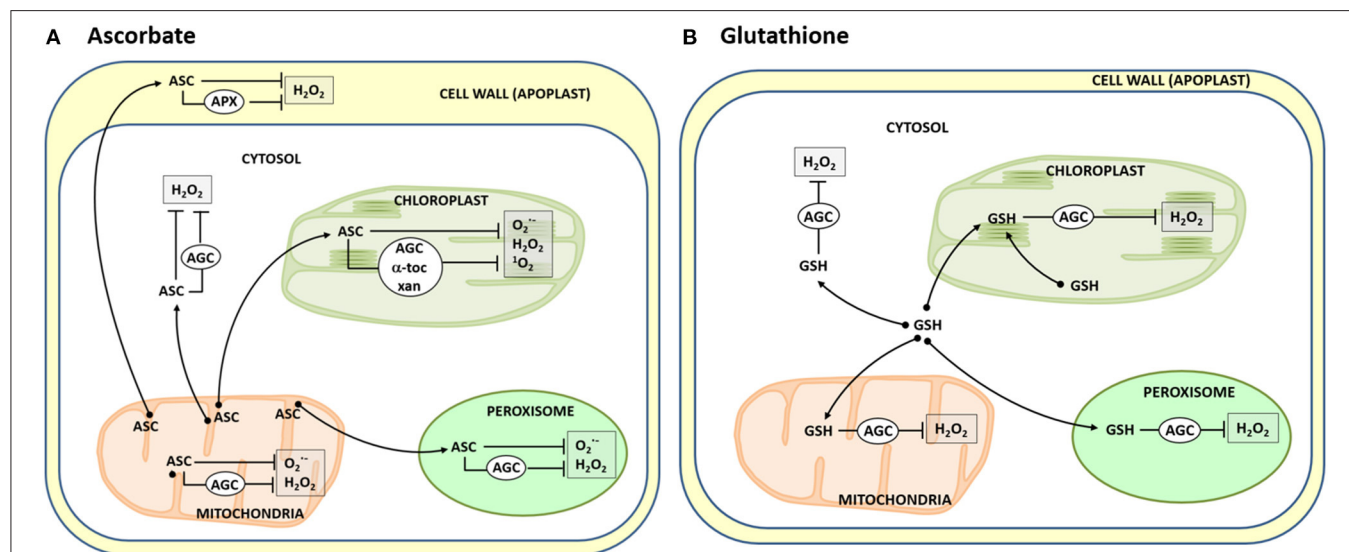 A Ascorbate
ASC
APX
H₂O₂
CELL WALL (APOPLAST)
CYTOSOL
H₂O₂
AGC
ASC
CHLOROPLAST
ASC
AGC
α-toc
xan
O₂˙⁻
H₂O₂
¹O₂
ASC
ASC
ASC
ASC
AGC
O₂˙⁻
H₂O₂
MITOCHONDRIA
PEROXISOME
ASC
AGC
O₂˙⁻
H₂O₂
B Glutathione
CELL WALL (APOPLAST)
CYTOSOL
H₂O₂
AGC
GSH
CHLOROPLAST
GSH
AGC
H₂O₂
GSH
GSH
GSH
AGC
H₂O₂
MITOCHONDRIA
PEROXISOME
GSH
AGC
H₂O₂